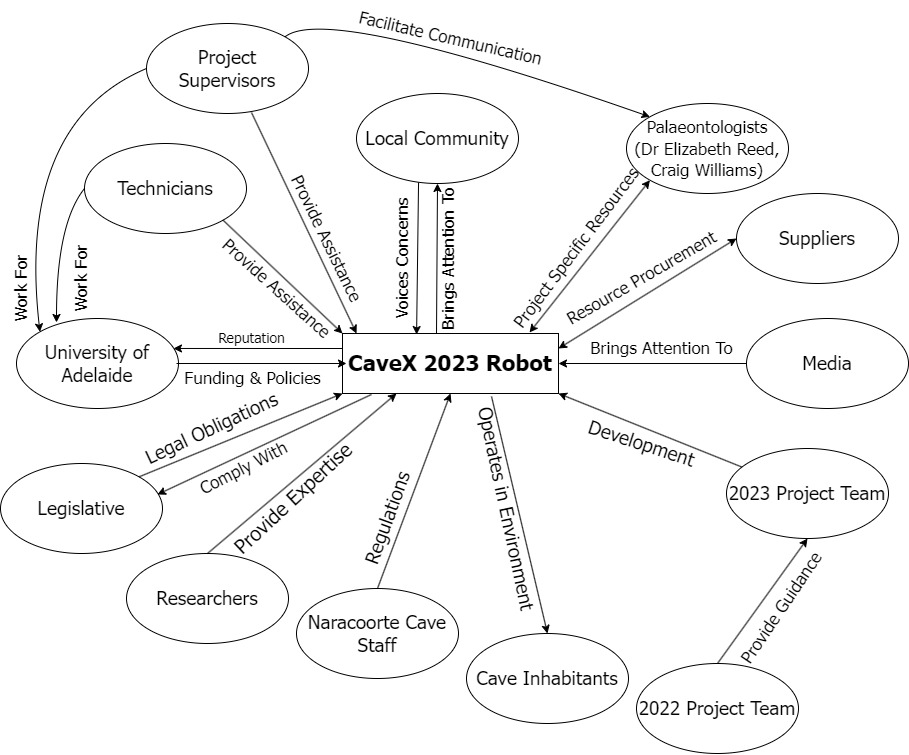 Facilitate Communication
Project
Supervisors
Local Community
Palaeontologists
(Dr Elizabeth Reed,
Craig Williams)
Technicians
Provide Assistance
Project Specific Resources
Suppliers
Work For
Work For
Provide Assistance
Voices Concerns
Brings Attention To
Resource Procurement
University of
Adelaide
Reputation
Funding & Policies
CaveX 2023 Robot
Brings Attention To
Media
Legal Obligations
Comply With
Provide Expertise
Regulations
Operates in Environment
Development
Legislative
2023 Project Team
Researchers
Naracoorte Cave
Staff
Cave Inhabitants
Provide Guidance
2022 Project Team